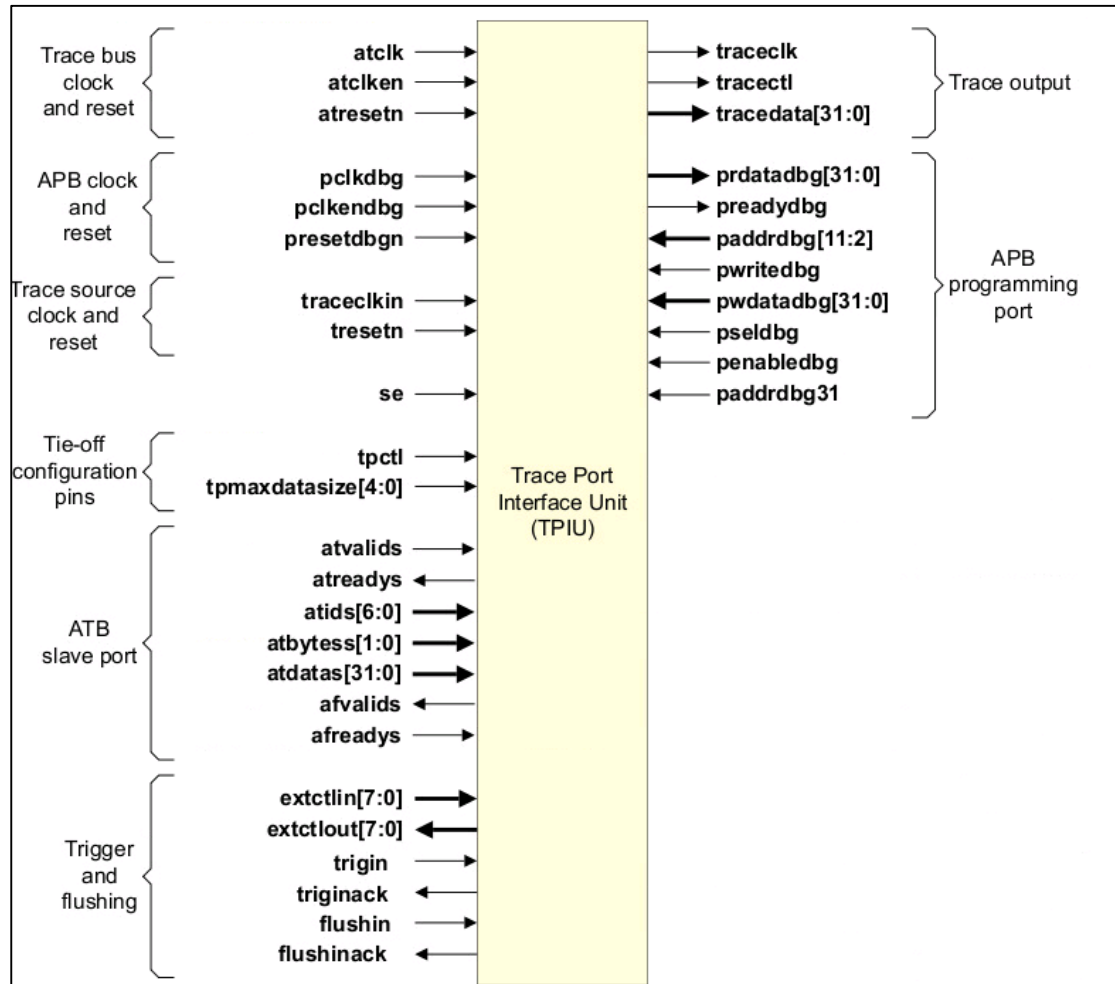 Trace bus
clock
and reset
atclk
atclken
atresetn
traceclk
tracectl
tracedata[31:0]
Trace output
APB clock
and
reset
pclkdbg
pclkendbg
presetdbgn
prdatadbg[31:0]
preadydbg
paddrdbg[11:2]
pwritedbg
pwdatadbg[31:0]
pseldbg
penabledbg
paddrdbg31
APB
programming
port
Trace source
clock and
reset
traceclkin
tresetn
se
Tie-off
configuration
pins
tpctl
tpmaxdatasize[4:0]
Trace Port
Interface Unit
(TPIU)
ATB
slave port
atvalids
atreadys
atids[6:0]
atbytess[1:0]
atdatas[31:0]
afvalids
afreadys
Trigger
and
flushing
extctlin[7:0]
extctlout[7:0]
trigin
triginack
flushin
flushinack